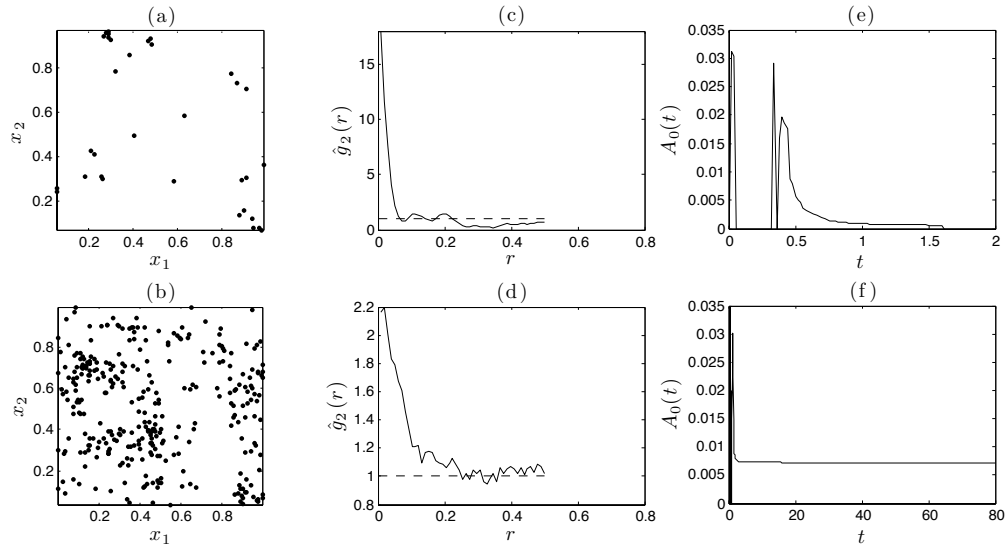 (a)
0.8
0.6
0.4
0.2
x₂
0.2 0.4 0.6 0.8
x₁
(c)
15
10
5
0
ĝ₂(r)
0 0.2 0.4 0.6 0.8
r
(e)
0.035
0.03
0.025
0.02
0.015
0.01
0.005
0
A₀(t)
0 0.5 1 1.5 2
t
(b)
0.8
0.6
0.4
0.2
x₂
0.2 0.4 0.6 0.8
x₁
(d)
2.2
2
1.8
1.6
1.4
1.2
1
0.8
ĝ₂(r)
0 0.2 0.4 0.6 0.8
r
(f)
0.035
0.03
0.025
0.02
0.015
0.01
0.005
0
A₀(t)
0 20 40 60 80
t